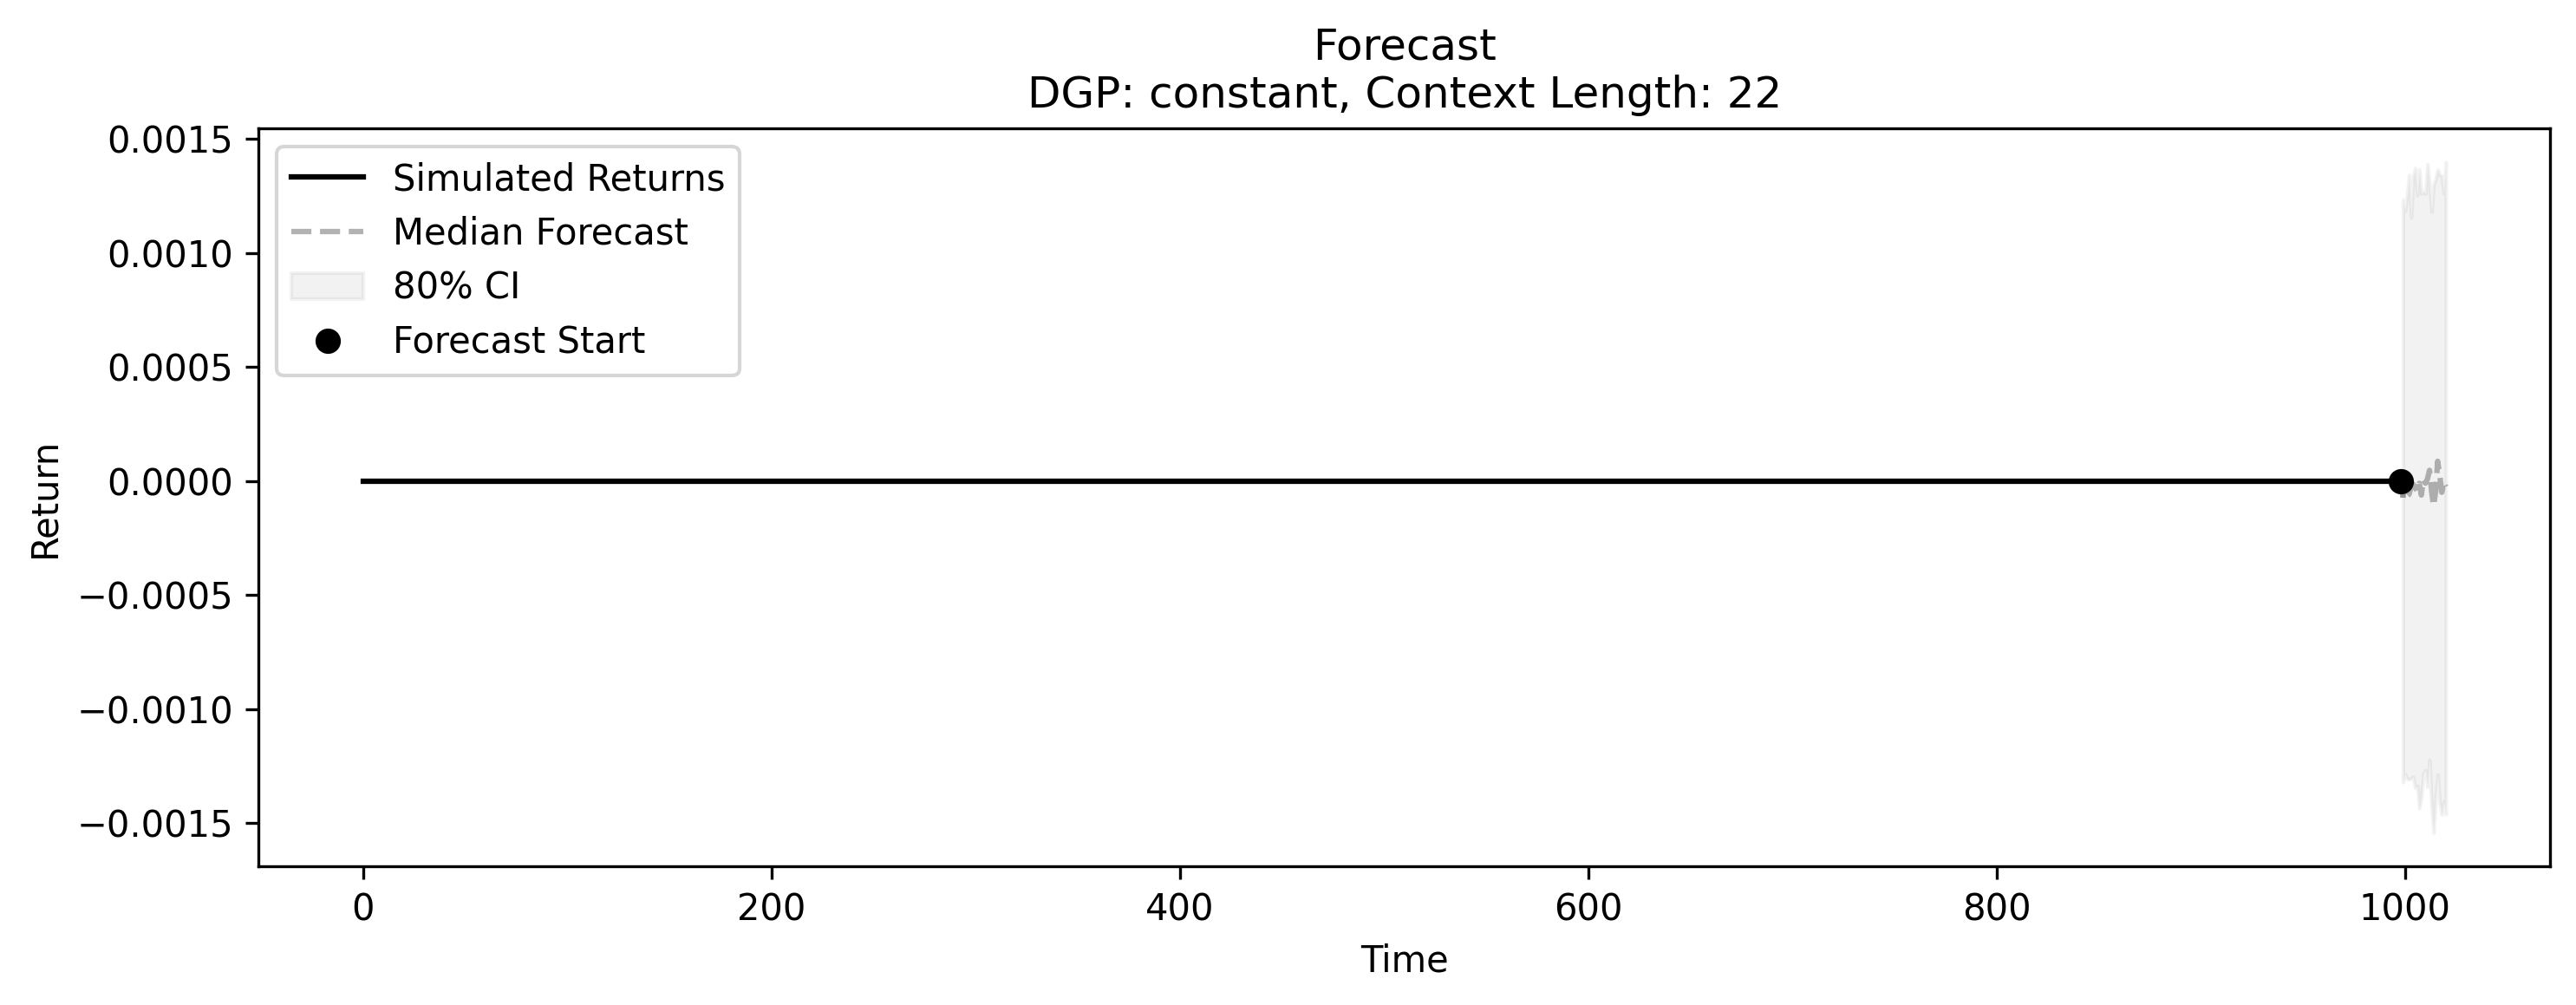 Forecast
DGP: constant, Context Length: 22
0.0015
0.0010
0.0005
0.0000
−0.0005
−0.0010
−0.0015
Return
Simulated Returns
Median Forecast
80% CI
Forecast Start
0
200
400
600
800
1000
Time